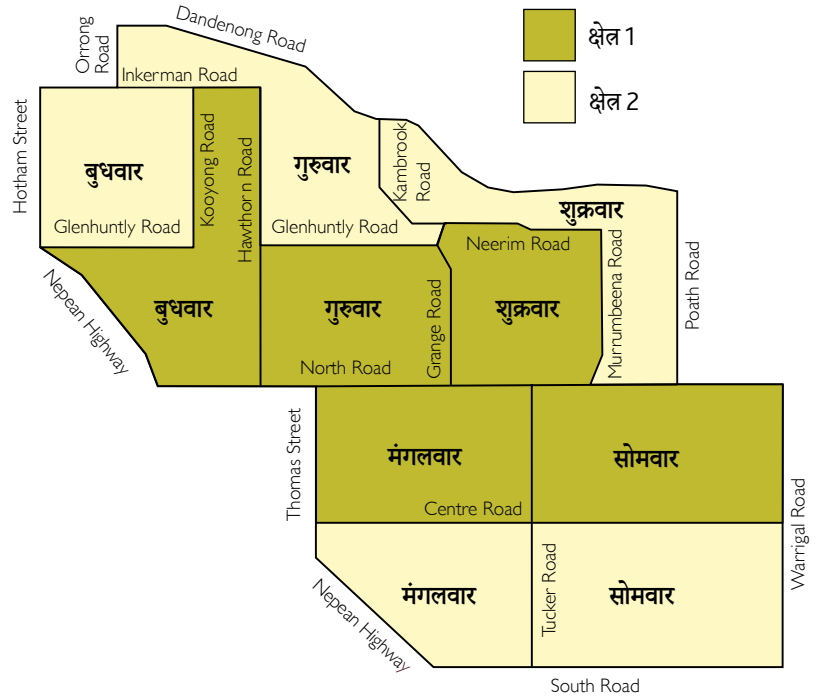 Dandenong Road
Orrong
Road
Inkerman Road
क्षेत्र 1
क्षेत्र 2
Hotham Street
Kooyong Road
Hawthorn Road
Kambrook
Road
बुधवार
गुरुवार
शुक्रवार
Glenhuntly Road
Glenhuntly Road
Neerim Road
Murrumbeena Road
Poath Road
Nepean Highway
बुधवार
गुरुवार
Grange Road
शुक्रवार
North Road
Thomas Street
मंगलवार
सोमवार
Centre Road
Warrigal Road
Nepean Highway
मंगलवार
Tucker Road
सोमवार
South Road